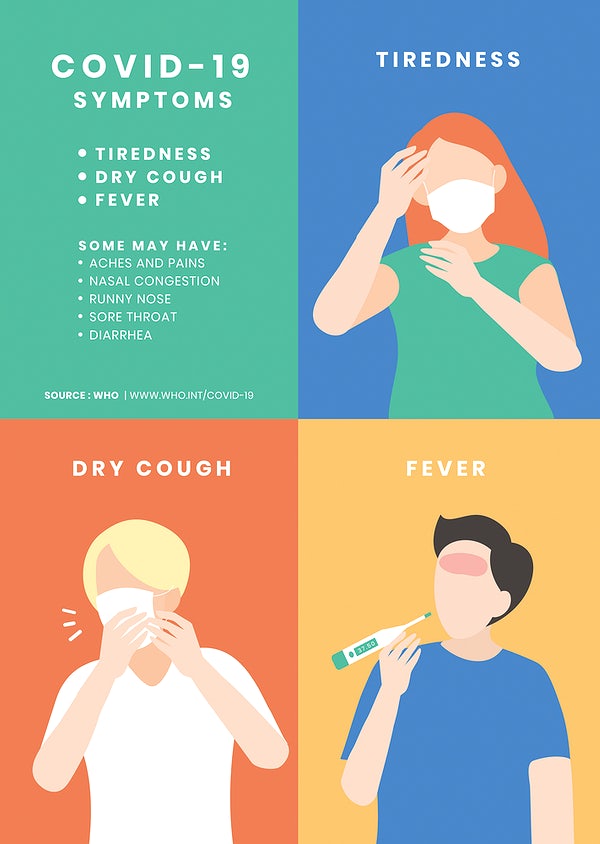 COVID-19
SYMPTOMS
• TIREDNESS
• DRY COUGH
• FEVER
SOME MAY HAVE:
• ACHES AND PAINS
• NASAL CONGESTION
• RUNNY NOSE
• SORE THROAT
• DIARRHEA
SOURCE : WHO | WWW.WHO.INT/COVID-19
TIREDNESS
DRY COUGH
FEVER
37.50